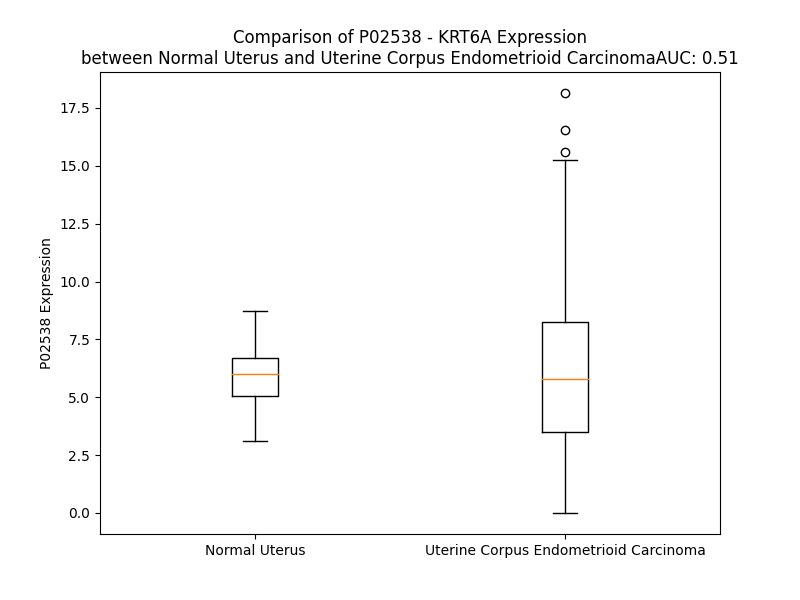 Comparison of P02538 - KRT6A Expression
between Normal Uterus and Uterine Corpus Endometrioid CarcinomaAUC: 0.51
17.5
15.0
12.5
10.0
7.5
5.0
2.5
0.0
P02538 Expression
Normal Uterus
Uterine Corpus Endometrioid Carcinoma